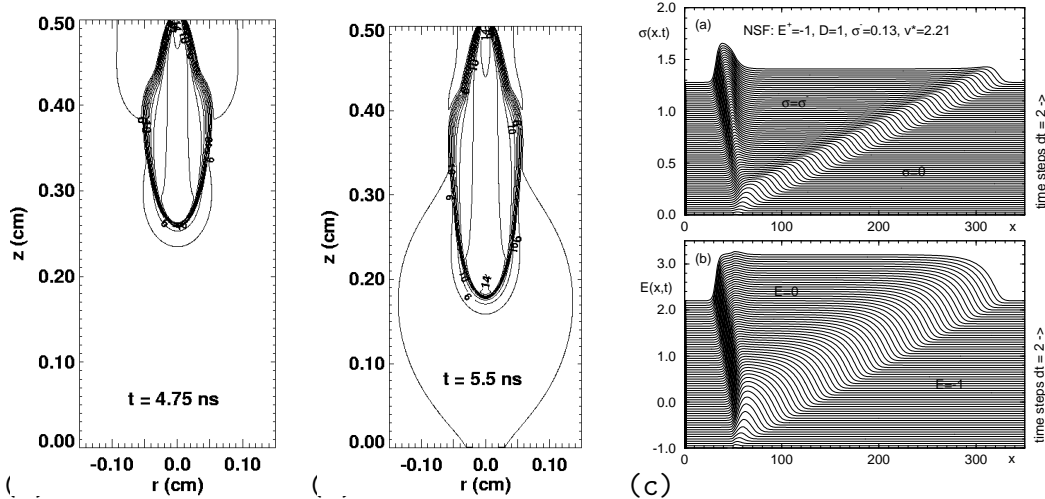 0.50
0.40
0.30
0.20
0.10
0.00
z (cm)
t = 4.75 ns
-0.10 0.0 0.10
r (cm)
(
0.50
0.40
0.30
0.20
0.10
0.00
z (cm)
14
t = 5.5 ns
-0.10 0.0 0.10
r (cm)
(
(a)
NSF: E⁺=-1, D=1, σ⁻=0.13, v*=2.21
σ(x.t)
2.0
1.5
1.0
0.5
0.0
σ=σ⁻
σ=0
0 100 200 300 x
time steps dt = 2 ->
(b)
E(x,t)
3.0
2.0
1.0
0.0
-1.0
E=0
E=-1
0 100 200 300 x
time steps dt = 2 ->
(c)